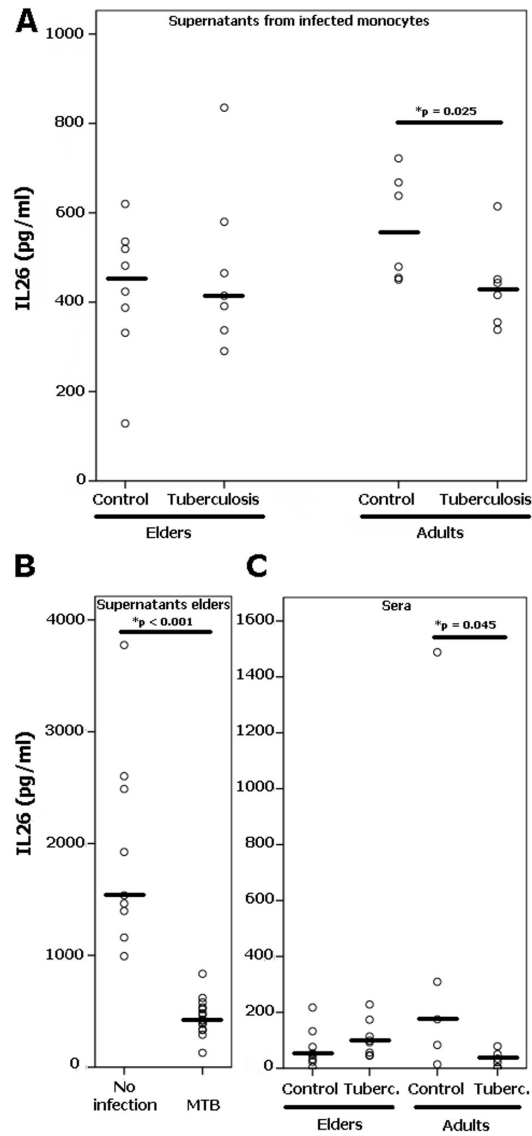 A
Supernatants from infected monocytes
1000
*p = 0.025
800
600
IL26 (pg/ml)
400
200
0
Control Tuberculosis Control Tuberculosis
Elders Adults
B C
Supernatants elders Sera
4000
*p < 0.001
1600
*p = 0.045
1400
3000
1200
IL26 (pg/ml)
1000
2000
800
600
1000
400
200
0 0
No infection MTB
Control Tuberc. Control Tuberc.
Elders Adults